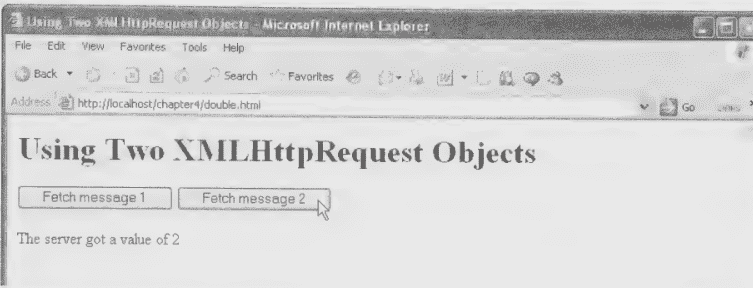 Using Two XMLHttpRequest Objects - Microsoft Internet Explorer
File Edit View Favorites Tools Help
Back Search Favorites
Address http://localhost/chapter4/double.html Go
Using Two XMLHttpRequest Objects
Fetch message 1 Fetch message 2
The server got a value of 2